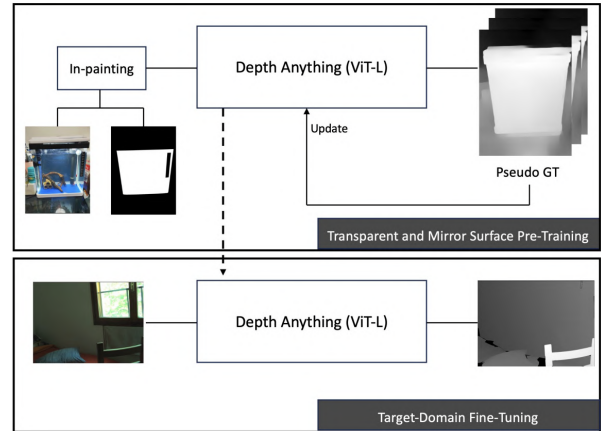 In-painting
Depth Anything (ViT-L)
Update
Pseudo GT
Transparent and Mirror Surface Pre-Training
Depth Anything (ViT-L)
Target-Domain Fine-Tuning